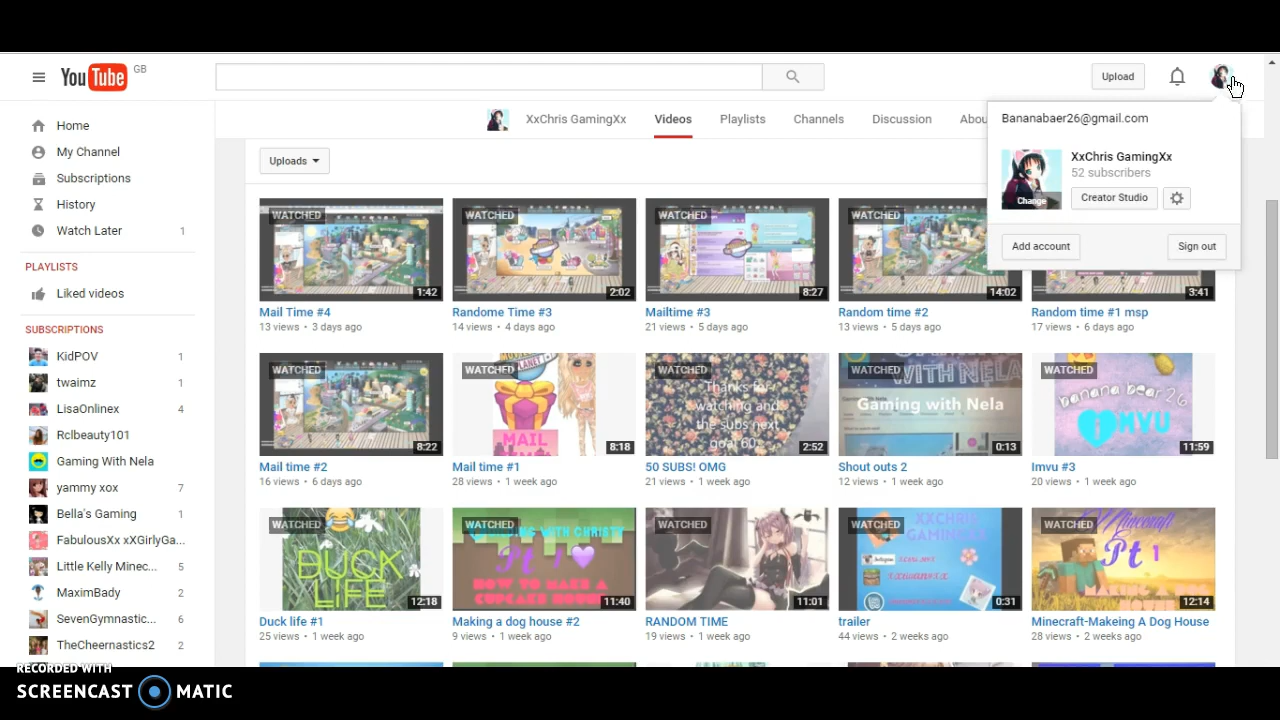 YouTube GB
Upload
XxChris GamingXx Videos Playlists Channels Discussion Abou
Bananabaer26@gmail.com
XxChris GamingXx
52 subscribers
Change
Creator Studio
Add account
Sign out
Home
My Channel
Subscriptions
History
Watch Later 1
PLAYLISTS
Liked videos
SUBSCRIPTIONS
KidPOV 1
twaimz 1
LisaOnlinex 4
Rclbeauty101
Gaming With Nela
yammy xox 7
Bella's Gaming 1
FabulousXx xXGirlyGa...
Little Kelly Minec... 5
MaximBady 2
SevenGymnastic... 6
TheCheernastics2 2
Uploads
WATCHED WATCHED WATCHED WATCHED
1:42 2:02 8:27 14:02 3:41
Mail Time #4 Randome Time #3 Mailtime #3 Random time #2 Random time #1 msp
13 views • 3 days ago 14 views • 4 days ago 21 views • 5 days ago 13 views • 5 days ago 17 views • 6 days ago
WATCHED WATCHED WATCHED WATCHED WATCHED
PLANET
MAIL
Thanks for
watching and
the subs next
goal 60
WITH NELA
Gaming with Nela
banana bear 26
IMVU
8:22 8:18 2:52 0:13 11:59
Mail time #2 Mail time #1 50 SUBS! OMG Shout outs 2 Imvu #3
16 views • 6 days ago 28 views • 1 week ago 21 views • 1 week ago 12 views • 1 week ago 20 views • 1 week ago
WATCHED WATCHED WATCHED WATCHED WATCHED
DUCK
LIFE
WITH CHRISTY
Pt 1
HOW TO MAKE A
CUPCAKE HOUSE
XXCHRIS
GAMINGXX
Minecraft
Pt 1
12:18 11:40 11:01 0:31 12:14
Duck life #1 Making a dog house #2 RANDOM TIME trailer Minecraft-Makeing A Dog House
25 views • 1 week ago 9 views • 1 week ago 19 views • 1 week ago 44 views • 2 weeks ago 28 views • 2 weeks ago
RECORDED WITH
SCREENCAST MATIC